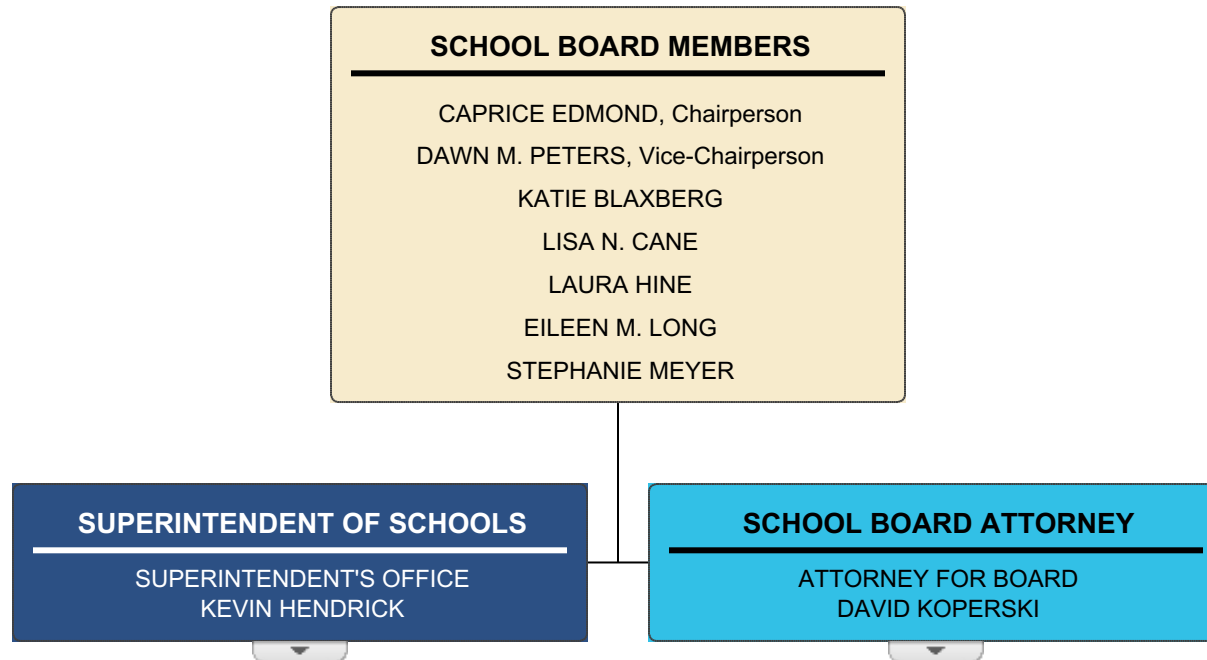 SCHOOL BOARD MEMBERS
CAPRICE EDMOND, Chairperson
DAWN M. PETERS, Vice-Chairperson
KATIE BLAXBERG
LISA N. CANE
LAURA HINE
EILEEN M. LONG
STEPHANIE MEYER
SUPERINTENDENT OF SCHOOLS
SUPERINTENDENT'S OFFICE
KEVIN HENDRICK
SCHOOL BOARD ATTORNEY
ATTORNEY FOR BOARD
DAVID KOPERSKI